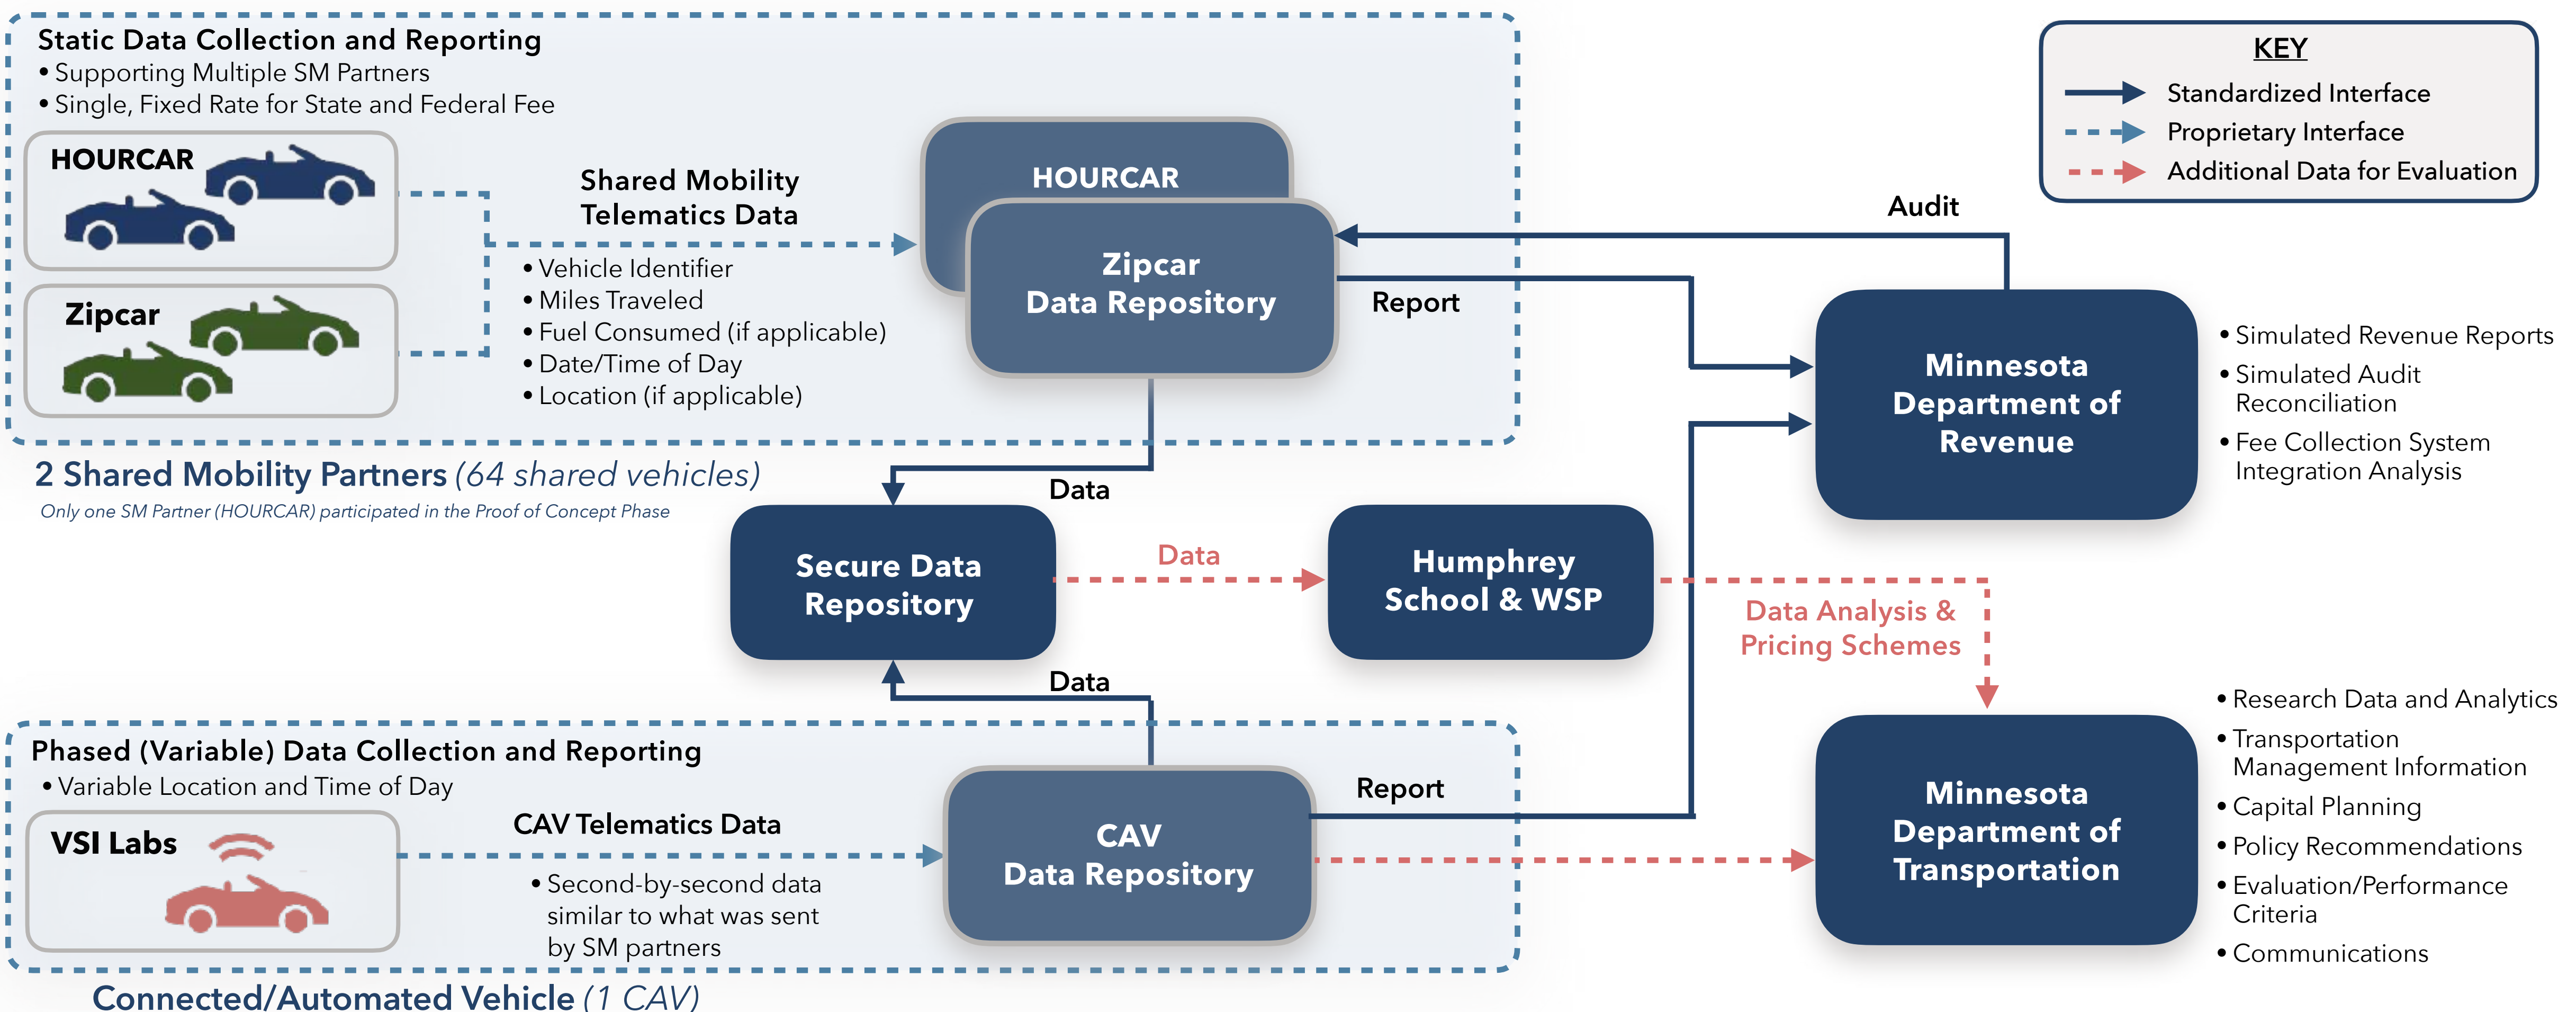 Static Data Collection and Reporting
• Supporting Multiple SM Partners
• Single, Fixed Rate for State and Federal Fee
HOURCAR
Zipcar
Shared Mobility
Telematics Data
• Vehicle Identifier
• Miles Traveled
• Fuel Consumed (if applicable)
• Date/Time of Day
• Location (if applicable)
HOURCAR
Zipcar
Data Repository
2 Shared Mobility Partners (64 shared vehicles)
Only one SM Partner (HOURCAR) participated in the Proof of Concept Phase
KEY
Standardized Interface
Proprietary Interface
Additional Data for Evaluation
Audit
Report
Minnesota
Department of
Revenue
• Simulated Revenue Reports
• Simulated Audit
Reconciliation
• Fee Collection System
Integration Analysis
Data
Secure Data
Repository
Data
Humphrey
School & WSP
Data Analysis &
Pricing Schemes
Data
Phased (Variable) Data Collection and Reporting
• Variable Location and Time of Day
VSI Labs
CAV Telematics Data
• Second-by-second data
similar to what was sent
by SM partners
CAV
Data Repository
Report
Minnesota
Department of
Transportation
• Research Data and Analytics
• Transportation
Management Information
• Capital Planning
• Policy Recommendations
• Evaluation/Performance
Criteria
• Communications
Connected/Automated Vehicle (1 CAV)